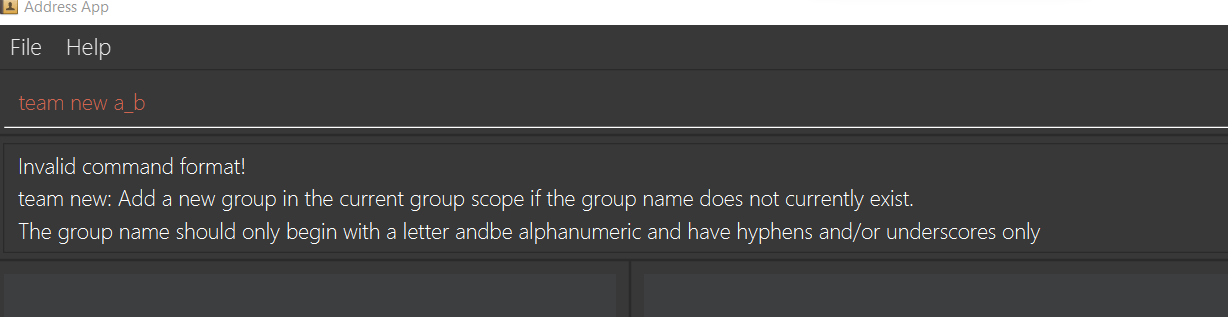 Address App
File Help
team new a_b
Invalid command format!
team new: Add a new group in the current group scope if the group name does not currently exist.
The group name should only begin with a letter andbe alphanumeric and have hyphens and/or underscores only